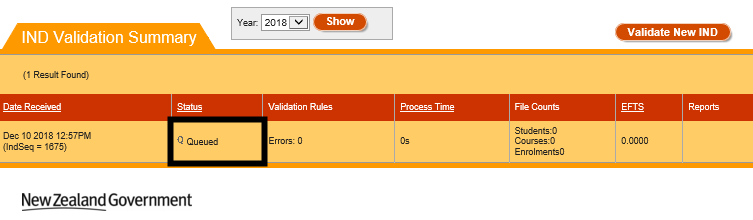 Year: 2018 Show
IND Validation Summary
Validate New IND
(1 Result Found)
Date Received Status Validation Rules Process Time File Counts EFTS Reports
Dec 10 2018 12:57PM
(IndSeq = 1675)
Q Queued
Errors: 0
0s
Students:0
Courses:0
Enrolments0
0.0000
New Zealand Government